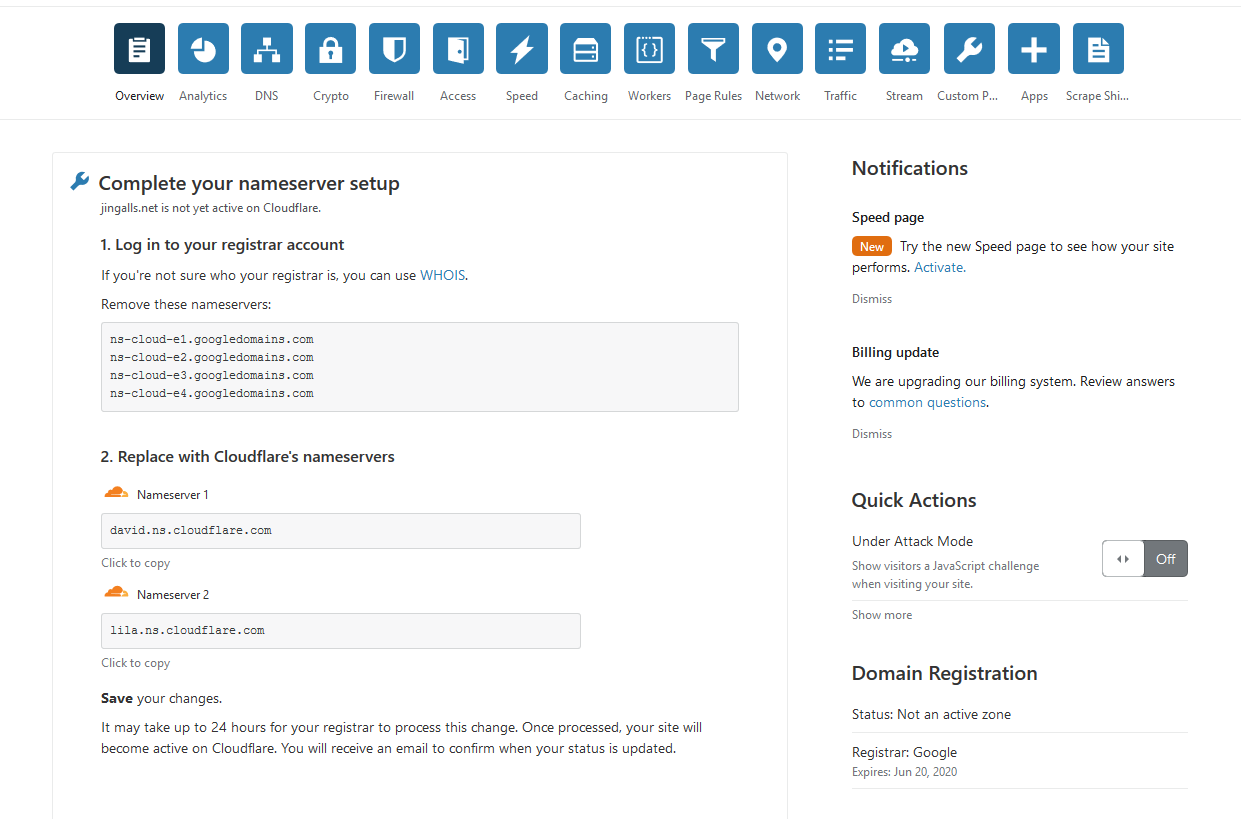 Overview
Analytics
DNS
Crypto
Firewall
Access
Speed
Caching
Workers
Page Rules
Network
Traffic
Stream
Custom P...
Apps
Scrape Shi...
Complete your nameserver setup
jingalls.net is not yet active on Cloudflare.
1. Log in to your registrar account
If you're not sure who your registrar is, you can use WHOIS.
Remove these nameservers:
ns-cloud-e1.googledomains.com
ns-cloud-e2.googledomains.com
ns-cloud-e3.googledomains.com
ns-cloud-e4.googledomains.com
2. Replace with Cloudflare's nameservers
Nameserver 1
david.ns.cloudflare.com
Click to copy
Nameserver 2
lila.ns.cloudflare.com
Click to copy
Save your changes.
It may take up to 24 hours for your registrar to process this change. Once processed, your site will
become active on Cloudflare. You will receive an email to confirm when your status is updated.
Notifications
Speed page
New Try the new Speed page to see how your site
performs. Activate.
Dismiss
Billing update
We are upgrading our billing system. Review answers
to common questions.
Dismiss
Quick Actions
Under Attack Mode
Show visitors a JavaScript challenge
when visiting your site.
Off
Show more
Domain Registration
Status: Not an active zone
Registrar: Google
Expires: Jun 20, 2020